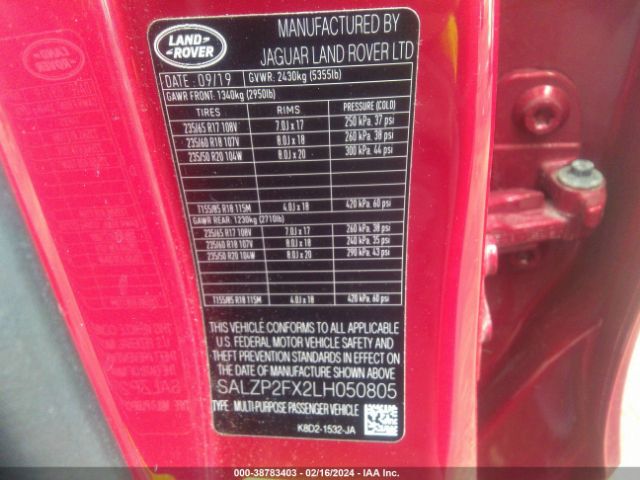 LAND ROVER
MANUFACTURED BY
JAGUAR LAND ROVER LTD
DATE : 09/19 GVWR: 2430kg (5355lb)
GAWR FRONT: 1340kg (2950lb)
TIRES RIMS PRESSURE (COLD)
235/65 R17 108V 7.0J x 17 250 kPa, 37 psi
235/60 R18 107V 8.0J x 18 260 kPa, 38 psi
235/50 R20 104W 8.0J x 20 300 kPa, 44 psi
T155/85 R18 115M 4.0J x 18 420 kPa, 60 psi
GAWR REAR: 1230kg (2710lb)
235/65 R17 108V 7.0J x 17 260 kPa, 38 psi
235/60 R18 107V 8.0J x 18 240 kPa, 35 psi
235/50 R20 104W 8.0J x 20 290 kPa, 43 psi
T155/85 R18 115M 4.0J x 18 420 kPa, 60 psi
THIS VEHICLE CONFORMS TO ALL APPLICABLE
U.S. FEDERAL MOTOR VEHICLE SAFETY AND
THEFT PREVENTION STANDARDS IN EFFECT ON
THE DATE OF MANUFACTURE SHOWN ABOVE
SALZP2FX2LH050805
TYPE: MULTI-PURPOSE PASSENGER VEHICLE
K8D2-1532-JA
000-38783403 - 02/16/2024 - IAA Inc.